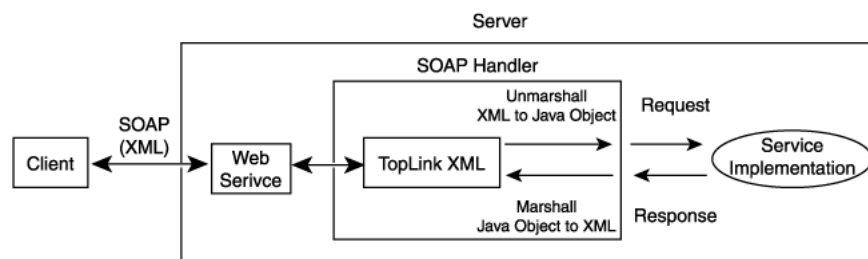 Server
SOAP Handler
Unmarshall
XML to Java Object
Request
SOAP
(XML)
Client
Web
Serivce
TopLink XML
Service
Implementation
Marshall
Java Object to XML
Response